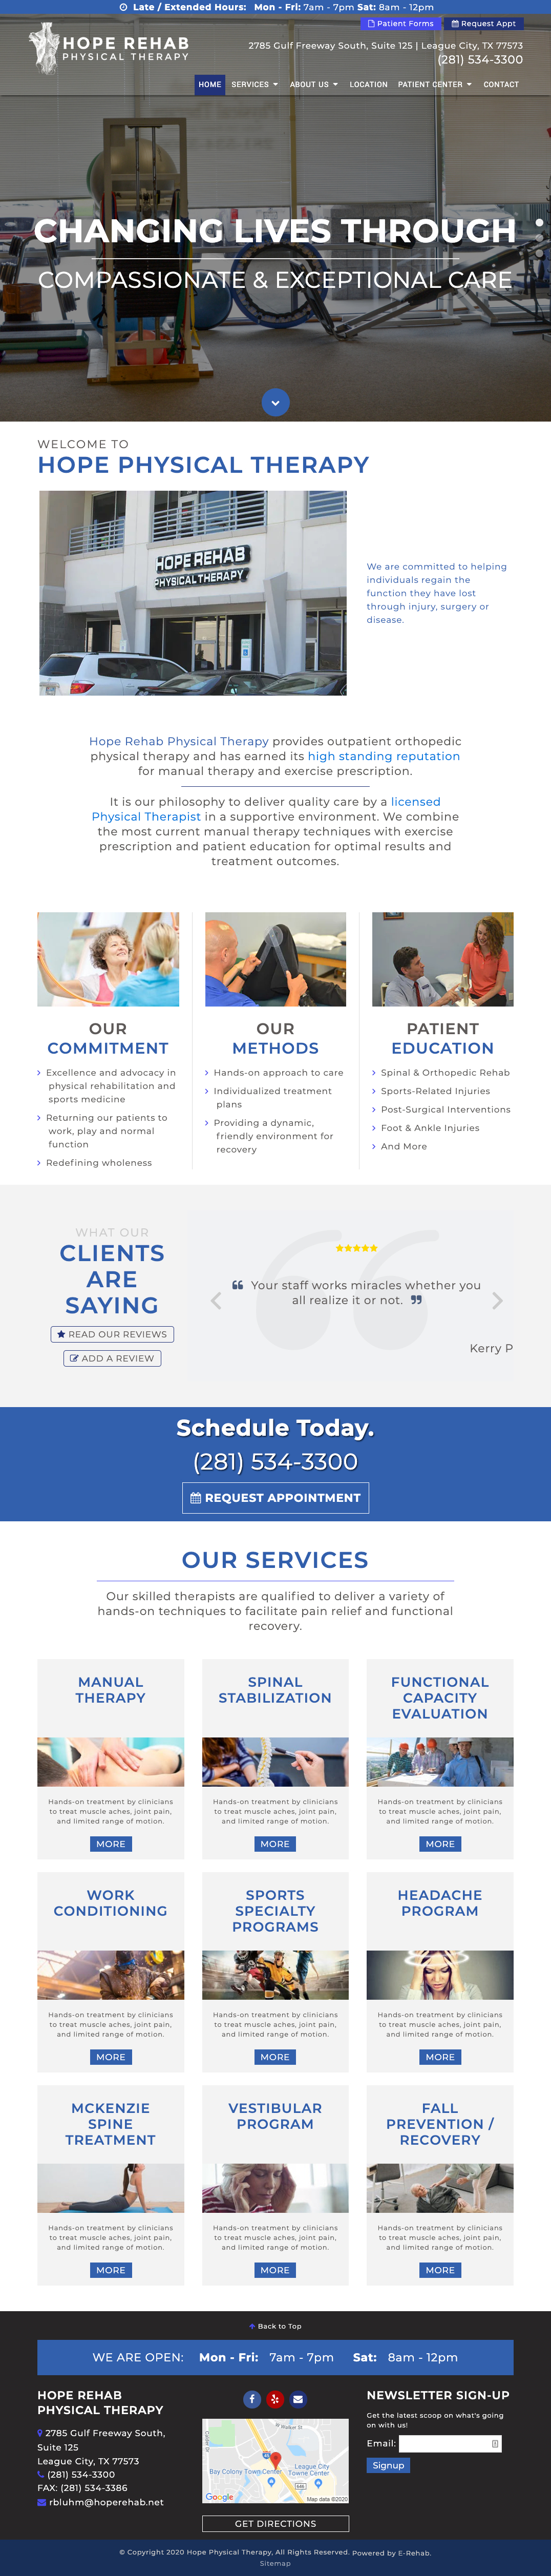 Late / Extended Hours: Mon - Fri: 7am - 7pm Sat: 8am - 12pm
Patient Forms
Request Appt
HOPE REHAB
PHYSICAL THERAPY
2785 Gulf Freeway South, Suite 125 | League City, TX 77573
(281) 534-3300
HOME SERVICES ABOUT US LOCATION PATIENT CENTER CONTACT
CHANGING LIVES THROUGH
COMPASSIONATE & EXCEPTIONAL CARE
WELCOME TO
HOPE PHYSICAL THERAPY
HOPE REHAB
PHYSICAL THERAPY
We are committed to helping
individuals regain the
function they have lost
through injury, surgery or
disease.
Hope Rehab Physical Therapy provides outpatient orthopedic
physical therapy and has earned its high standing reputation
for manual therapy and exercise prescription.
It is our philosophy to deliver quality care by a licensed
Physical Therapist in a supportive environment. We combine
the most current manual therapy techniques with exercise
prescription and patient education for optimal results and
treatment outcomes.
OUR
COMMITMENT
Excellence and advocacy in
physical rehabilitation and
sports medicine
Returning our patients to
work, play and normal
function
Redefining wholeness
OUR
METHODS
Hands-on approach to care
Individualized treatment
plans
Providing a dynamic,
friendly environment for
recovery
PATIENT
EDUCATION
Spinal & Orthopedic Rehab
Sports-Related Injuries
Post-Surgical Interventions
Foot & Ankle Injuries
And More
WHAT OUR
CLIENTS
ARE
SAYING
READ OUR REVIEWS
ADD A REVIEW
“ Your staff works miracles whether you
all realize it or not. ”
Kerry P
Schedule Today.
(281) 534-3300
REQUEST APPOINTMENT
OUR SERVICES
Our skilled therapists are qualified to deliver a variety of
hands-on techniques to facilitate pain relief and functional
recovery.
MANUAL
THERAPY
Hands-on treatment by clinicians
to treat muscle aches, joint pain,
and limited range of motion.
MORE
SPINAL
STABILIZATION
Hands-on treatment by clinicians
to treat muscle aches, joint pain,
and limited range of motion.
MORE
FUNCTIONAL
CAPACITY
EVALUATION
Hands-on treatment by clinicians
to treat muscle aches, joint pain,
and limited range of motion.
MORE
WORK
CONDITIONING
Hands-on treatment by clinicians
to treat muscle aches, joint pain,
and limited range of motion.
MORE
SPORTS
SPECIALTY
PROGRAMS
Hands-on treatment by clinicians
to treat muscle aches, joint pain,
and limited range of motion.
MORE
HEADACHE
PROGRAM
Hands-on treatment by clinicians
to treat muscle aches, joint pain,
and limited range of motion.
MORE
MCKENZIE
SPINE
TREATMENT
Hands-on treatment by clinicians
to treat muscle aches, joint pain,
and limited range of motion.
MORE
VESTIBULAR
PROGRAM
Hands-on treatment by clinicians
to treat muscle aches, joint pain,
and limited range of motion.
MORE
FALL
PREVENTION /
RECOVERY
Hands-on treatment by clinicians
to treat muscle aches, joint pain,
and limited range of motion.
MORE
Back to Top
WE ARE OPEN: Mon - Fri: 7am - 7pm Sat: 8am - 12pm
HOPE REHAB
PHYSICAL THERAPY
2785 Gulf Freeway South,
Suite 125
League City, TX 77573
(281) 534-3300
FAX: (281) 534-3386
rbluhm@hoperehab.net
W Walker St
Bay Colony Town Center
League City
Towne Center
Google
Map data ©2020
GET DIRECTIONS
NEWSLETTER SIGN-UP
Get the latest scoop on what's going
on with us!
Email:
Signup
© Copyright 2020 Hope Physical Therapy, All Rights Reserved. Powered by E-Rehab.
Sitemap